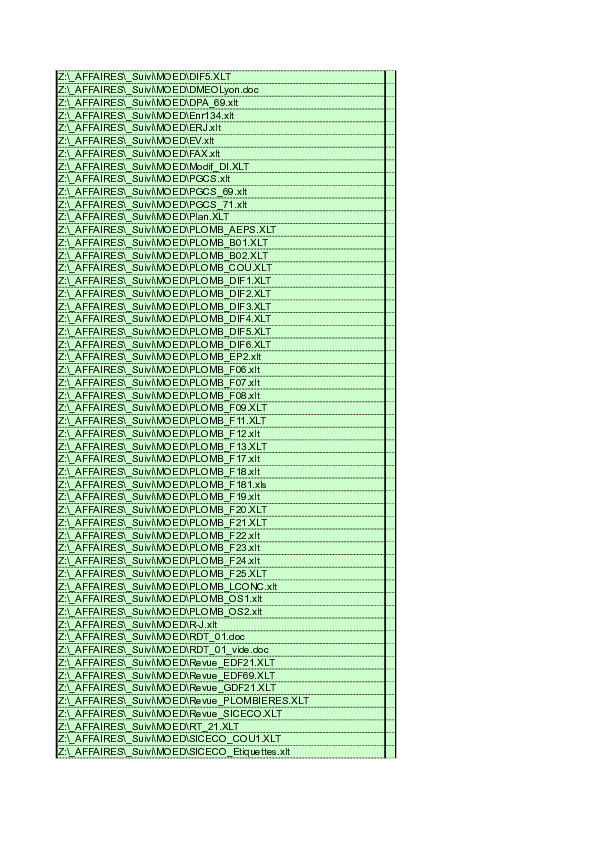 Z:\_AFFAIRES\_Suivi\MOED\DIF5.XLT
Z:\_AFFAIRES\_Suivi\MOED\DMEOLyon.doc
Z:\_AFFAIRES\_Suivi\MOED\DPA_69.xlt
Z:\_AFFAIRES\_Suivi\MOED\Enr134.xlt
Z:\_AFFAIRES\_Suivi\MOED\ERJ.xlt
Z:\_AFFAIRES\_Suivi\MOED\EV.xlt
Z:\_AFFAIRES\_Suivi\MOED\FAX.xlt
Z:\_AFFAIRES\_Suivi\MOED\Modif_DI.XLT
Z:\_AFFAIRES\_Suivi\MOED\PGCS.xlt
Z:\_AFFAIRES\_Suivi\MOED\PGCS_69.xlt
Z:\_AFFAIRES\_Suivi\MOED\PGCS_71.xlt
Z:\_AFFAIRES\_Suivi\MOED\Plan.XLT
Z:\_AFFAIRES\_Suivi\MOED\PLOMB_AEPS.XLT
Z:\_AFFAIRES\_Suivi\MOED\PLOMB_B01.XLT
Z:\_AFFAIRES\_Suivi\MOED\PLOMB_B02.XLT
Z:\_AFFAIRES\_Suivi\MOED\PLOMB_COU.XLT
Z:\_AFFAIRES\_Suivi\MOED\PLOMB_DIF1.XLT
Z:\_AFFAIRES\_Suivi\MOED\PLOMB_DIF2.XLT
Z:\_AFFAIRES\_Suivi\MOED\PLOMB_DIF3.XLT
Z:\_AFFAIRES\_Suivi\MOED\PLOMB_DIF4.XLT
Z:\_AFFAIRES\_Suivi\MOED\PLOMB_DIF5.XLT
Z:\_AFFAIRES\_Suivi\MOED\PLOMB_DIF6.XLT
Z:\_AFFAIRES\_Suivi\MOED\PLOMB_EP2.xlt
Z:\_AFFAIRES\_Suivi\MOED\PLOMB_F06.xlt
Z:\_AFFAIRES\_Suivi\MOED\PLOMB_F07.xlt
Z:\_AFFAIRES\_Suivi\MOED\PLOMB_F08.xlt
Z:\_AFFAIRES\_Suivi\MOED\PLOMB_F09.XLT
Z:\_AFFAIRES\_Suivi\MOED\PLOMB_F11.XLT
Z:\_AFFAIRES\_Suivi\MOED\PLOMB_F12.xlt
Z:\_AFFAIRES\_Suivi\MOED\PLOMB_F13.XLT
Z:\_AFFAIRES\_Suivi\MOED\PLOMB_F17.xlt
Z:\_AFFAIRES\_Suivi\MOED\PLOMB_F18.xlt
Z:\_AFFAIRES\_Suivi\MOED\PLOMB_F181.xls
Z:\_AFFAIRES\_Suivi\MOED\PLOMB_F19.xlt
Z:\_AFFAIRES\_Suivi\MOED\PLOMB_F20.XLT
Z:\_AFFAIRES\_Suivi\MOED\PLOMB_F21.XLT
Z:\_AFFAIRES\_Suivi\MOED\PLOMB_F22.xlt
Z:\_AFFAIRES\_Suivi\MOED\PLOMB_F23.xlt
Z:\_AFFAIRES\_Suivi\MOED\PLOMB_F24.xlt
Z:\_AFFAIRES\_Suivi\MOED\PLOMB_F25.XLT
Z:\_AFFAIRES\_Suivi\MOED\PLOMB_LCONC.xlt
Z:\_AFFAIRES\_Suivi\MOED\PLOMB_OS1.xlt
Z:\_AFFAIRES\_Suivi\MOED\PLOMB_OS2.xlt
Z:\_AFFAIRES\_Suivi\MOED\R-J.xlt
Z:\_AFFAIRES\_Suivi\MOED\RDT_01.doc
Z:\_AFFAIRES\_Suivi\MOED\RDT_01_vide.doc
Z:\_AFFAIRES\_Suivi\MOED\Revue_EDF21.XLT
Z:\_AFFAIRES\_Suivi\MOED\Revue_EDF69.XLT
Z:\_AFFAIRES\_Suivi\MOED\Revue_GDF21.XLT
Z:\_AFFAIRES\_Suivi\MOED\Revue_PLOMBIERES.XLT
Z:\_AFFAIRES\_Suivi\MOED\Revue_SICECO.XLT
Z:\_AFFAIRES\_Suivi\MOED\RT_21.XLT
Z:\_AFFAIRES\_Suivi\MOED\SICECO_COU1.XLT
Z:\_AFFAIRES\_Suivi\MOED\SICECO_Etiquettes.xlt